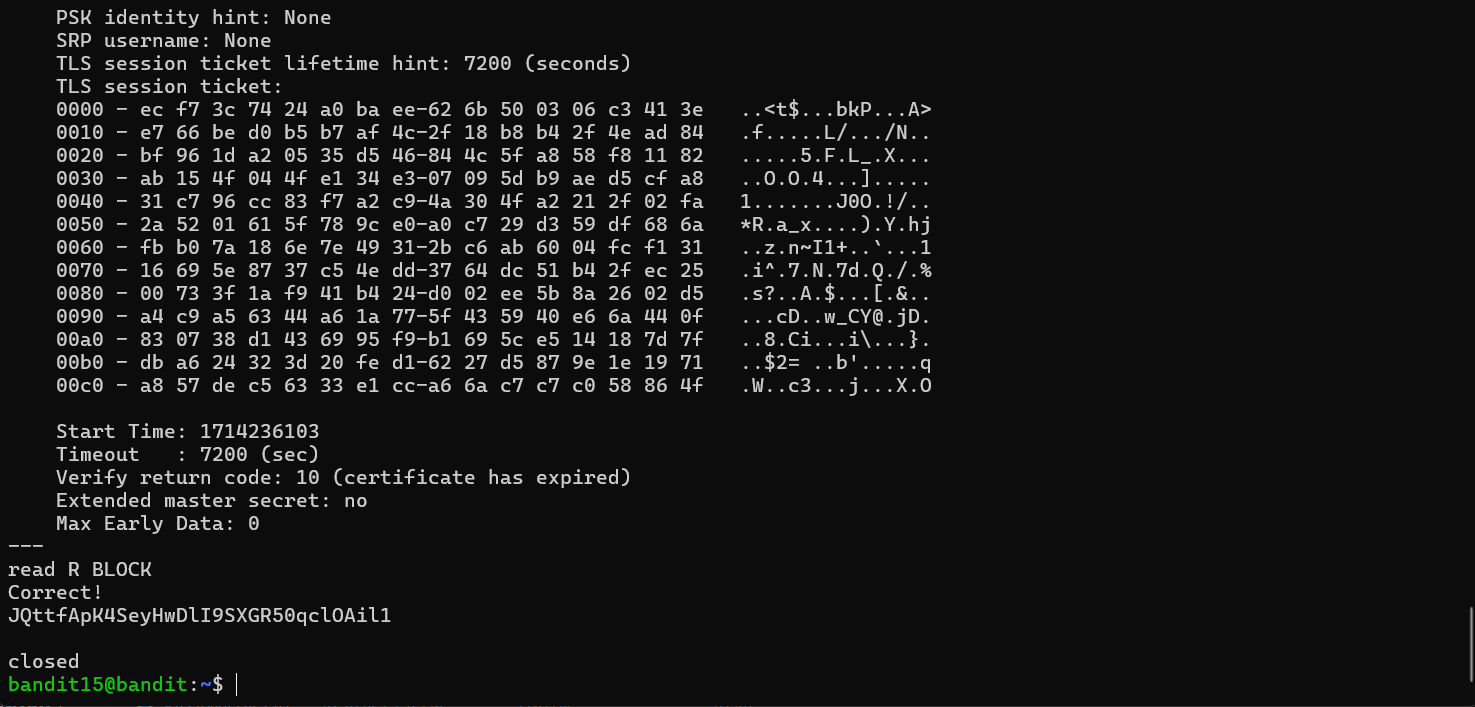 PSK identity hint: None
SRP username: None
TLS session ticket lifetime hint: 7200 (seconds)
TLS session ticket:
0000 - ec f7 3c 74 24 a0 ba ee-62 6b 50 03 06 c3 41 3e   ..<t$...bkP...A>
0010 - e7 66 be d0 b5 b7 af 4c-2f 18 b8 b4 2f 4e ad 84   .f.....L/.../N..
0020 - bf 96 1d a2 05 35 d5 46-84 4c 5f a8 58 f8 11 82   .....5.F.L_.X...
0030 - ab 15 4f 04 4f e1 34 e3-07 09 5d b9 ae d5 cf a8   ..O.O.4...].....
0040 - 31 c7 96 cc 83 f7 a2 c9-4a 30 4f a2 21 2f 02 fa   1.......J0O.!/..
0050 - 2a 52 01 61 5f 78 9c e0-a0 c7 29 d3 59 df 68 6a   *R.a_x....).Y.hj
0060 - fb b0 7a 18 6e 7e 49 31-2b c6 ab 60 04 fc f1 31   ..z.n~I1+..`...1
0070 - 16 69 5e 87 37 c5 4e dd-37 64 dc 51 b4 2f ec 25   .i^.7.N.7d.Q./.%
0080 - 00 73 3f 1a f9 41 b4 24-d0 02 ee 5b 8a 26 02 d5   .s?..A.$...[.&..
0090 - a4 c9 a5 63 44 a6 1a 77-5f 43 59 40 e6 6a 44 0f   ...cD..w_CY@.jD.
00a0 - 83 07 38 d1 43 69 95 f9-b1 69 5c e5 14 18 7d 7f   ..8.Ci...i\...}.
00b0 - db a6 24 32 3d 20 fe d1-62 27 d5 87 9e 1e 19 71   ..$2= ..b'.....q
00c0 - a8 57 de c5 63 33 e1 cc-a6 6a c7 c7 c0 58 86 4f   .W..c3...j...X.O
Start Time: 1714236103
Timeout   : 7200 (sec)
Verify return code: 10 (certificate has expired)
Extended master secret: no
Max Early Data: 0
---
read R BLOCK
Correct!
JQttfApK4SeyHwDlI9SXGR50qclOAil1
closed
bandit15@bandit:~$